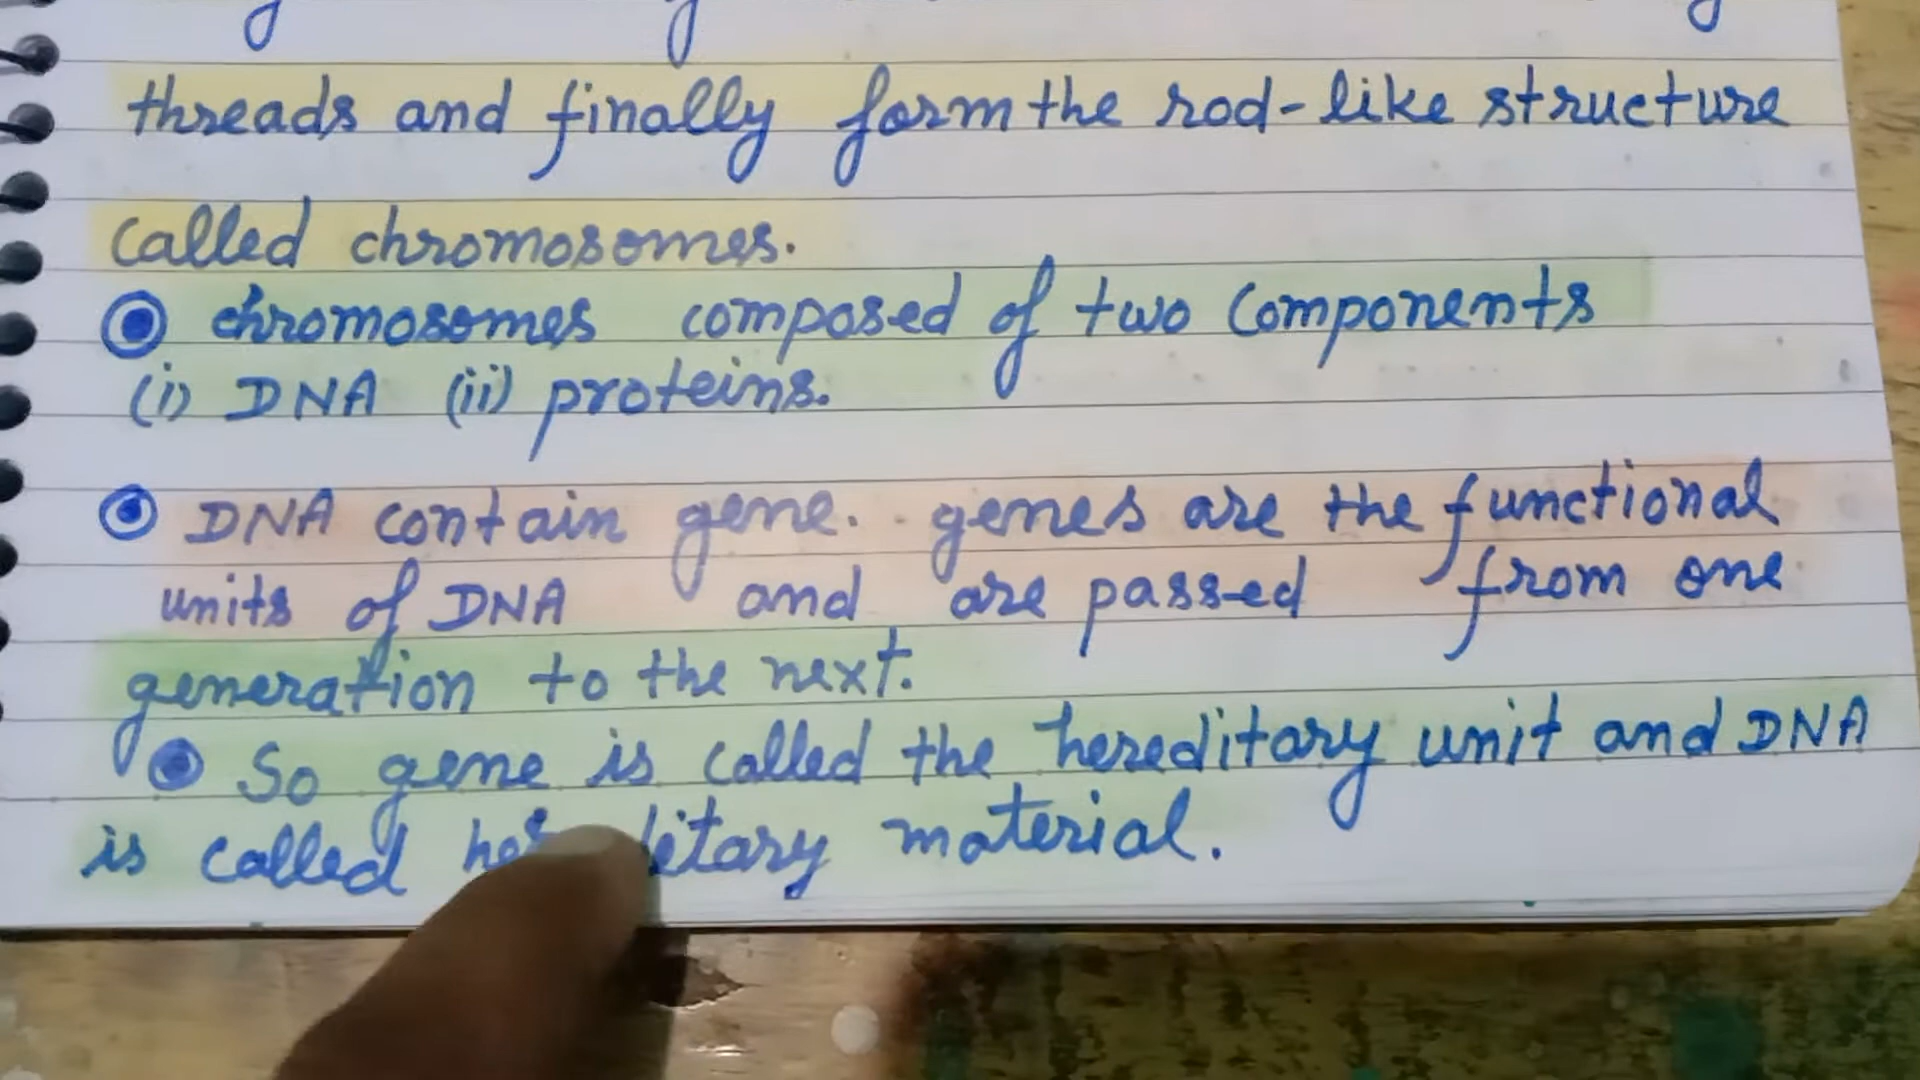 threads and finally form the rod-like structure
called chromosomes.
chromosomes composed of two components
(i) DNA (ii) proteins.
DNA contain gene. genes are the functional
units of DNA and are passed from one
generation to the next.
So gene is called the hereditary unit and DNA
is called material.